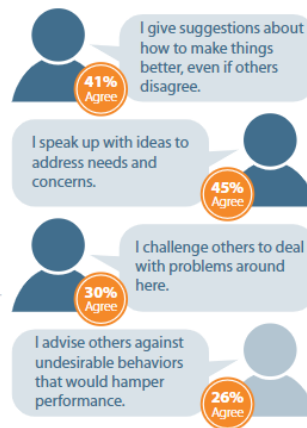 I give suggestions about
how to make things
better, even if others
disagree.
41%
Agree
I speak up with ideas to
address needs and
concerns.
45%
Agree
I challenge others to deal
with problems around
here.
30%
Agree
I advise others against
undesirable behaviors
that would hamper
performance.
26%
Agree